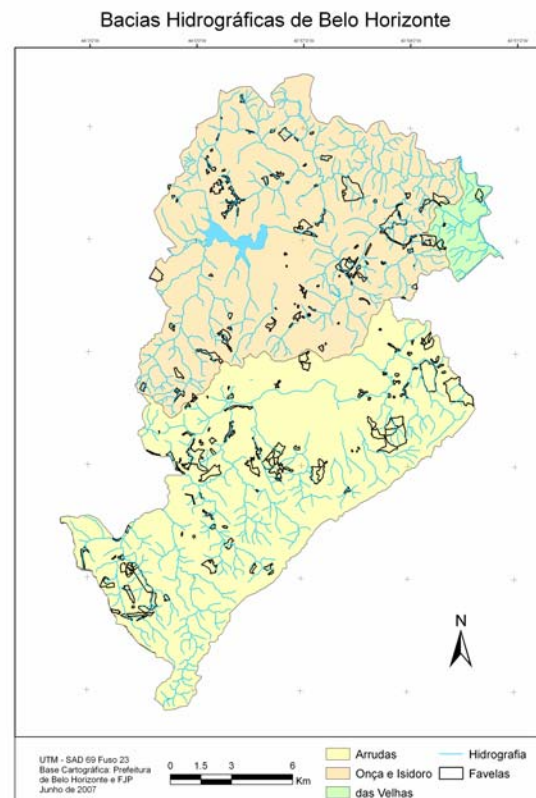 Bacias Hidrográficas de Belo Horizonte
N
UTM - SAD 69 Fuso 23
Base Cartográfica: Prefeitura
de Belo Horizonte e FJP
Junho de 2007
0 1.5 3 6
Km
Arrudas
Onça e Isidoro
das Velhas
Hidrografia
Favelas